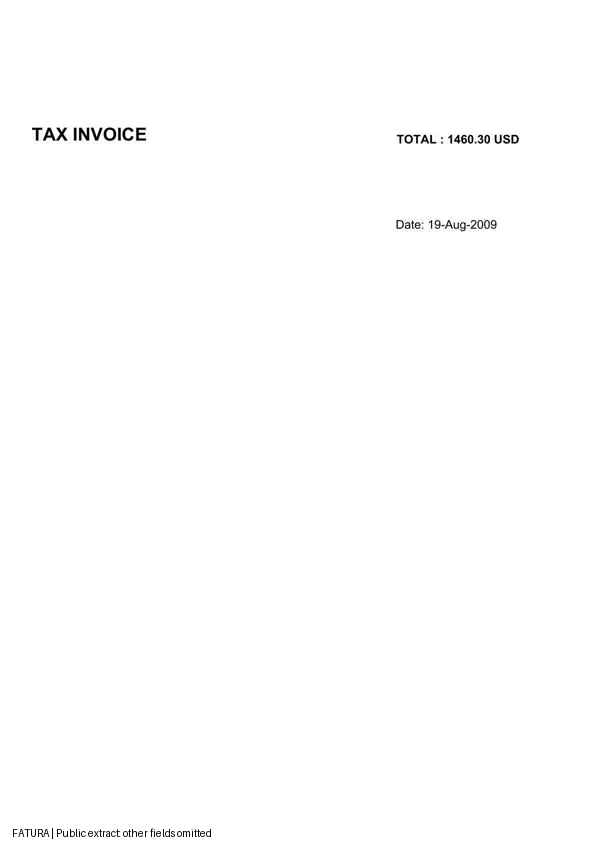 TAX INVOICE
TOTAL : 1460.30 USD
Date: 19-Aug-2009
FATURA | Public extract: other fields omitted